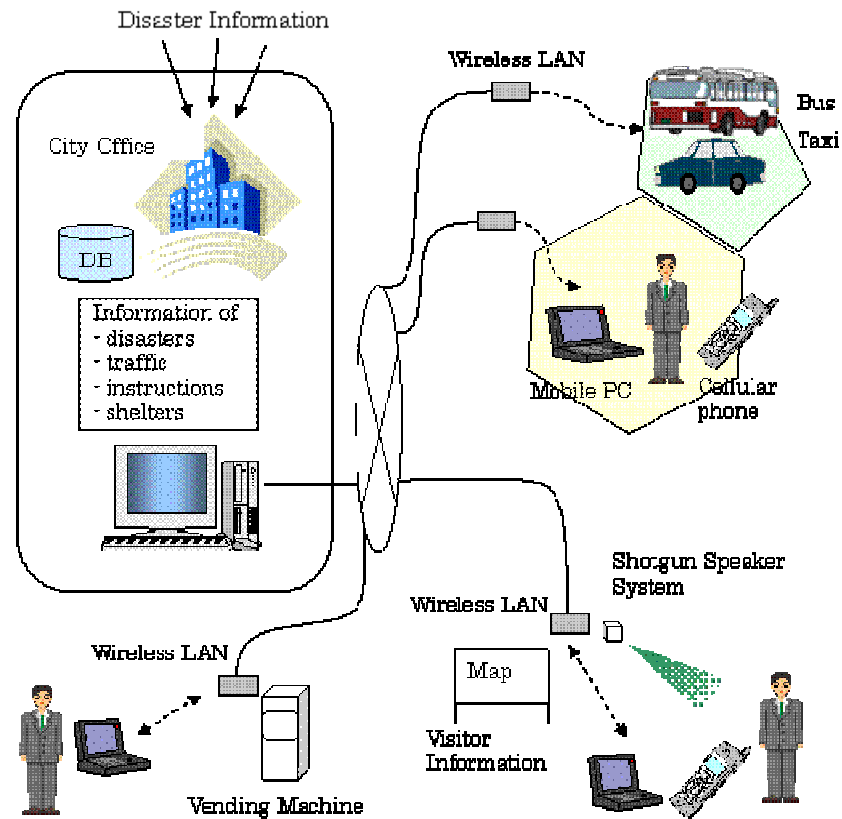 Disaster Information
City Office
DB
Information of
- disasters
- traffic
- instructions
- shelters
Wireless LAN
Bus
Taxi
Mobile PC
Cellular
phone
Shotgun Speaker
System
Wireless LAN
Map
Visitor
Information
Wireless LAN
Vending Machine